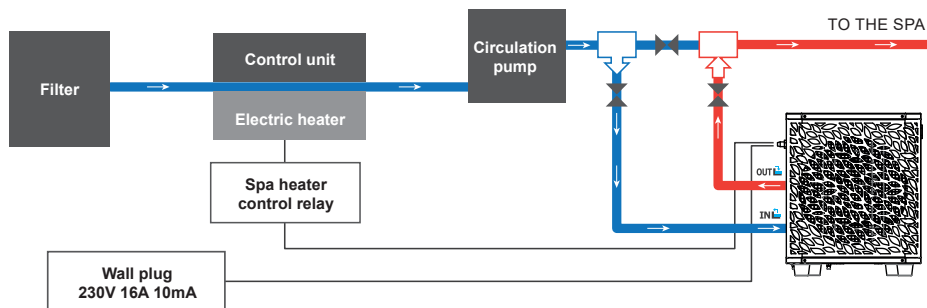 TO THE SPA
Circulation
pump
Control unit
Filter
Electric heater
OUT
Spa heater
control relay
IN
Wall plug
230V 16A 10mA